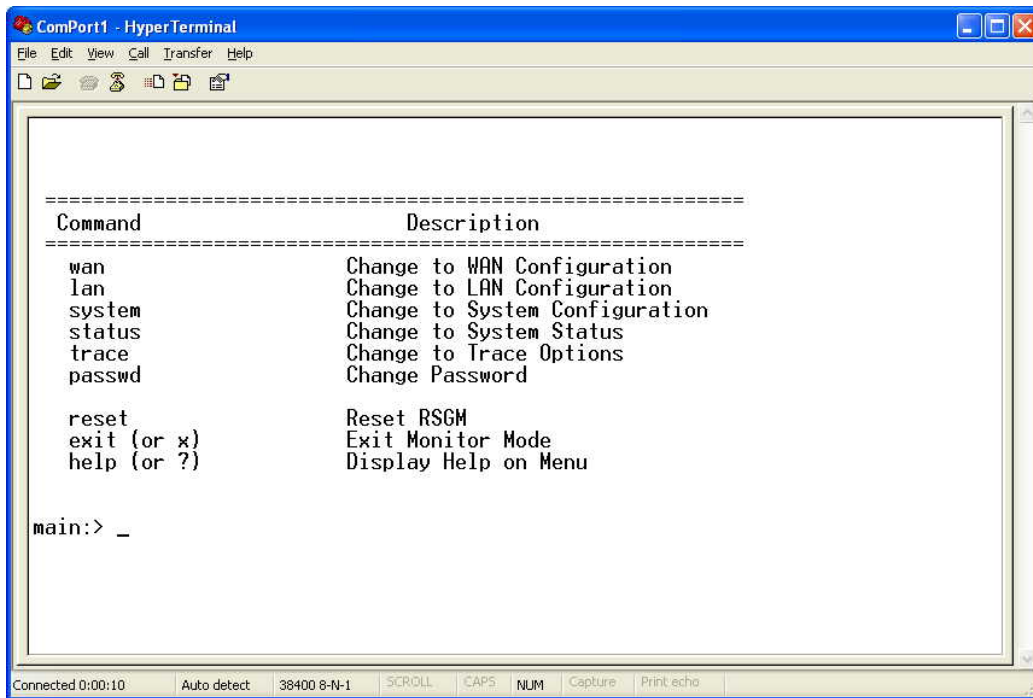 ComPort1 - HyperTerminal
File Edit View Call Transfer Help
============================================================
Command Description
============================================================
wan Change to WAN Configuration
lan Change to LAN Configuration
system Change to System Configuration
status Change to System Status
trace Change to Trace Options
passwd Change Password
reset Reset RSGM
exit (or x) Exit Monitor Mode
help (or ?) Display Help on Menu
main:> _
Connected 0:00:10 Auto detect 38400 8-N-1 SCROLL CAPS NUM Capture Print echo